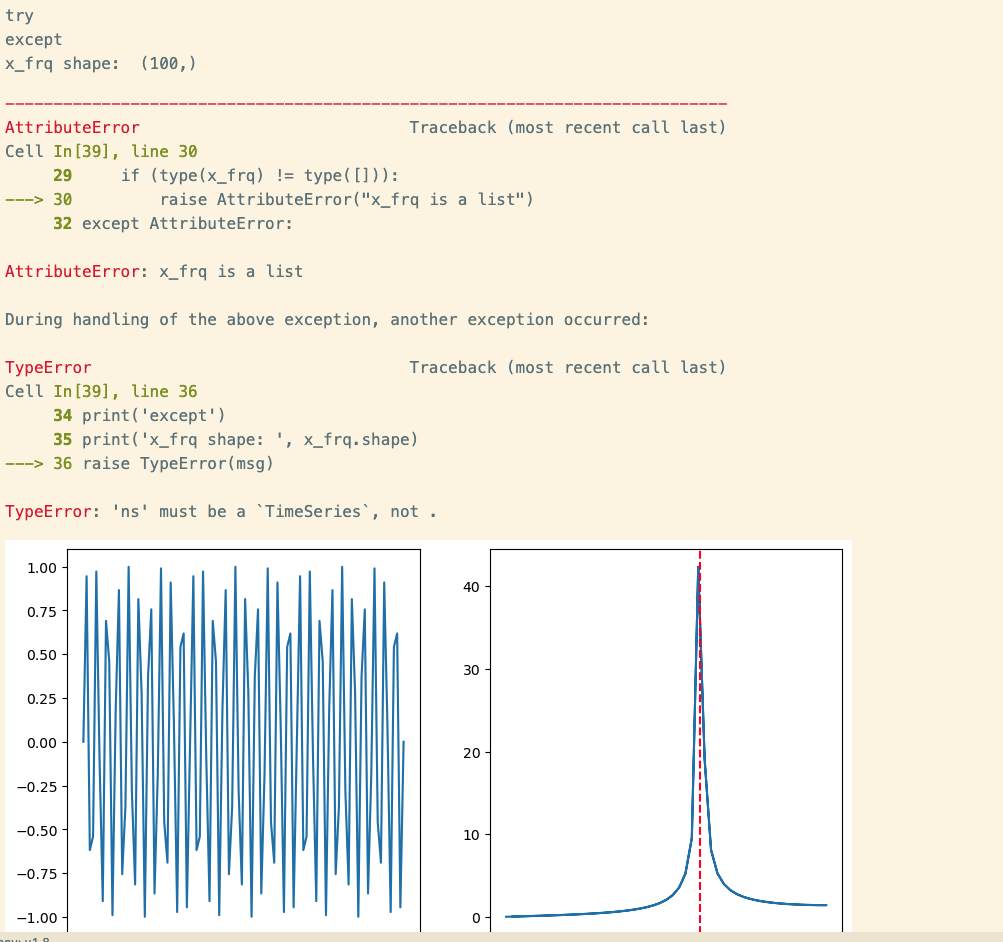 try
except
x_frq shape:  (100,)
---------------------------------------------------------------------------
AttributeError                            Traceback (most recent call last)
Cell In[39], line 30
     29     if (type(x_frq) != type([])):
---> 30         raise AttributeError("x_frq is a list")
     32 except AttributeError:
AttributeError: x_frq is a list
During handling of the above exception, another exception occurred:
TypeError                                 Traceback (most recent call last)
Cell In[39], line 36
     34 print('except')
     35 print('x_frq shape: ', x_frq.shape)
---> 36 raise TypeError(msg)
TypeError: 'ns' must be a `TimeSeries`, not .
1.00
0.75
0.50
0.25
0.00
−0.25
−0.50
−0.75
−1.00
40
30
20
10
0